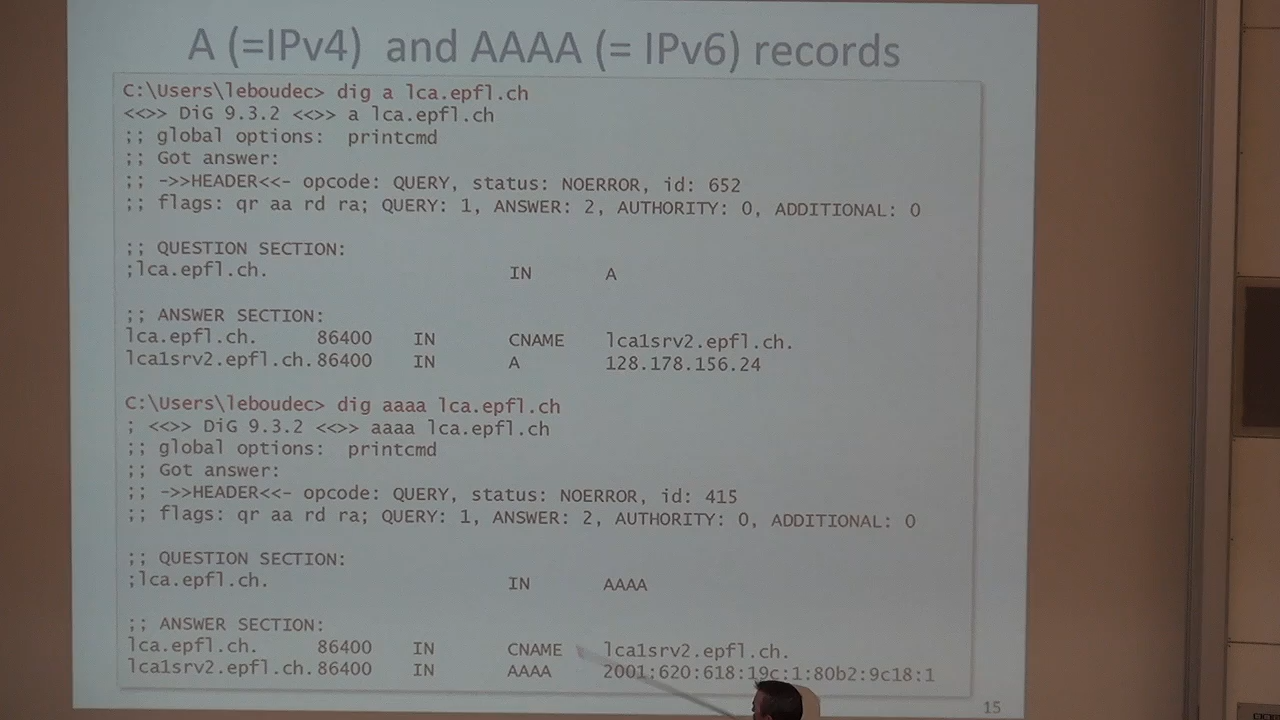 A (=IPv4) and AAAA (= IPv6) records
C:\Users\leboudec> dig a lca.epfl.ch
<<>> DiG 9.3.2 <<>> a lca.epfl.ch
;; global options: printcmd
;; Got answer:
;; ->>HEADER<<- opcode: QUERY, status: NOERROR, id: 652
;; flags: qr aa rd ra; QUERY: 1, ANSWER: 2, AUTHORITY: 0, ADDITIONAL: 0
;; QUESTION SECTION:
;lca.epfl.ch. IN A
;; ANSWER SECTION:
lca.epfl.ch. 86400 IN CNAME lca1srv2.epfl.ch.
lca1srv2.epfl.ch. 86400 IN A 128.178.156.24
C:\Users\leboudec> dig aaaa lca.epfl.ch
; <<>> DiG 9.3.2 <<>> aaaa lca.epfl.ch
;; global options: printcmd
;; Got answer:
;; ->>HEADER<<- opcode: QUERY, status: NOERROR, id: 415
;; flags: qr aa rd ra; QUERY: 1, ANSWER: 2, AUTHORITY: 0, ADDITIONAL: 0
;; QUESTION SECTION:
;lca.epfl.ch. IN AAAA
;; ANSWER SECTION:
lca.epfl.ch. 86400 IN CNAME lca1srv2.epfl.ch.
lca1srv2.epfl.ch. 86400 IN AAAA 2001:620:618:19c:1:80b2:9c18:1
15